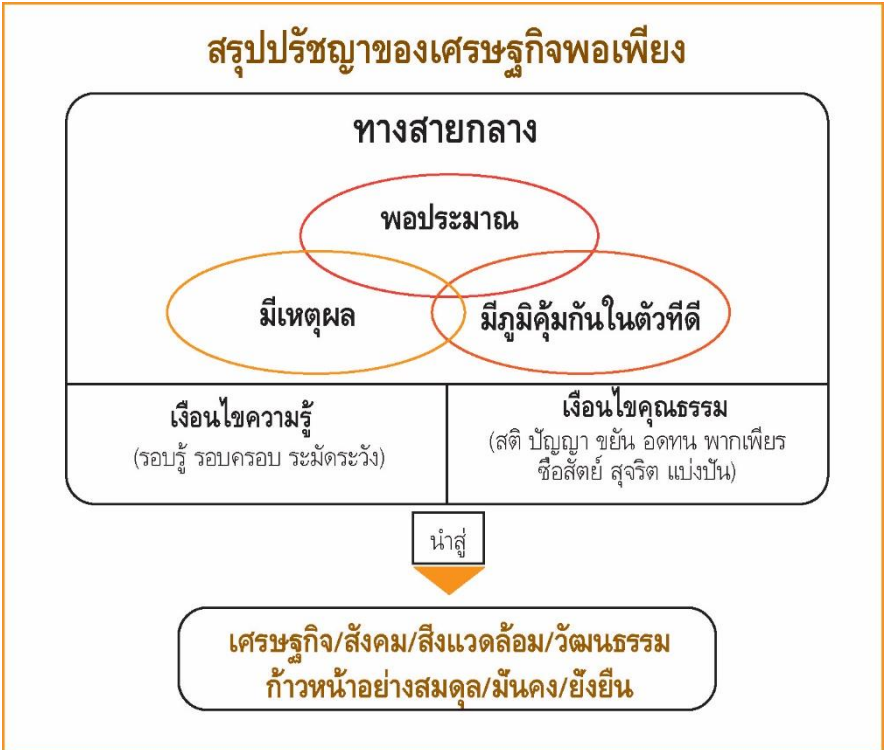 สรุปปรัชญาของเศรษฐกิจพอเพียง
ทางสายกลาง
พอประมาณ
มีเหตุผล
มีภูมิคุ้มกันในตัวทีดี
เงือนไขความรู้
(รอบรู้ รอบครอบ ระมัดระวัง)
เงือนไขคุณธรรม
(สติ ปัญญา ขยัน อดทน พากเพียร
ซือสัตย์ สุจริต แบ่งปัน)
นำสู่
เศรษฐกิจ/สังคม/สิงแวดล้อม/วัฒนธรรม
ก้าวหน้าอย่างสมดุล/มันคง/ยังยืน